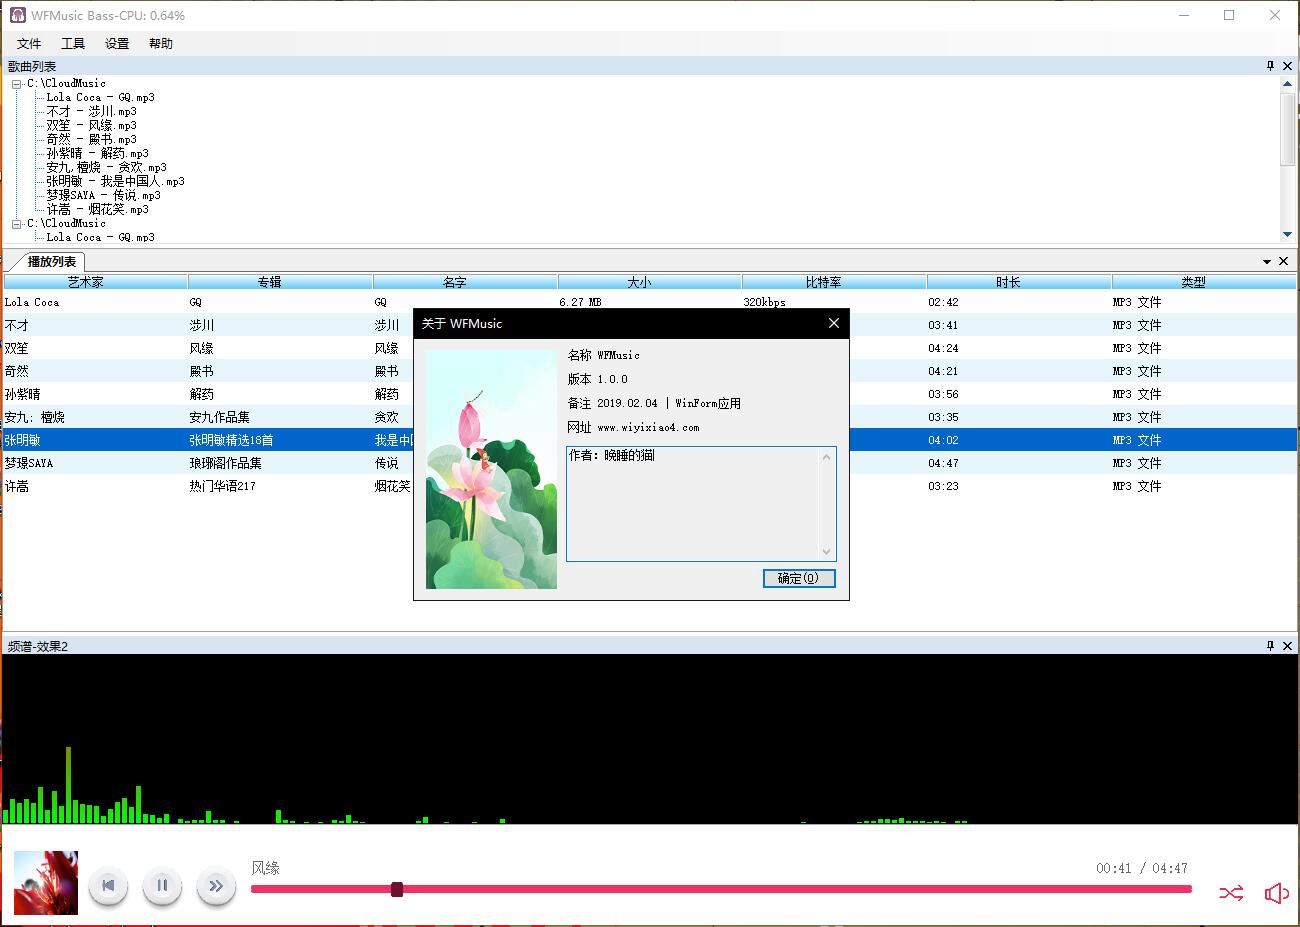 WFMusic Bass-CPU: 0.64%
文件 工具 设置 帮助
歌曲列表
C:\CloudMusic
Lola Coca - GQ.mp3
不才 - 涉川.mp3
双笙 - 风缘.mp3
奇然 - 殿书.mp3
孙紫晴 - 解药.mp3
安九,檀烧 - 贪欢.mp3
张明敏 - 我是中国人.mp3
梦璟SAYA - 传说.mp3
许嵩 - 烟花笑.mp3
C:\CloudMusic
Lola Coca - GQ.mp3
播放列表
艺术家 专辑 名字 大小 比特率 时长 类型
Lola Coca GQ GQ 6.27 MB 320kbps 02:42 MP3 文件
不才 涉川 涉川 03:41 MP3 文件
双笙 风缘 风缘 04:24 MP3 文件
奇然 殿书 殿书 04:21 MP3 文件
孙紫晴 解药 解药 03:56 MP3 文件
安九; 檀烧 安九作品集 贪欢 03:35 MP3 文件
张明敏 张明敏精选18首 我是中 04:02 MP3 文件
梦璟SAYA 琅琊阁作品集 传说 04:47 MP3 文件
许嵩 热门华语217 烟花笑 03:23 MP3 文件
关于 WFMusic
名称 WFMusic
版本 1.0.0
备注 2019.02.04 | WinForm应用
网址 www.wiyixiao4.com
作者：晚睡的猫
确定(O)
频谱-效果2
风缘
00:41 / 04:47